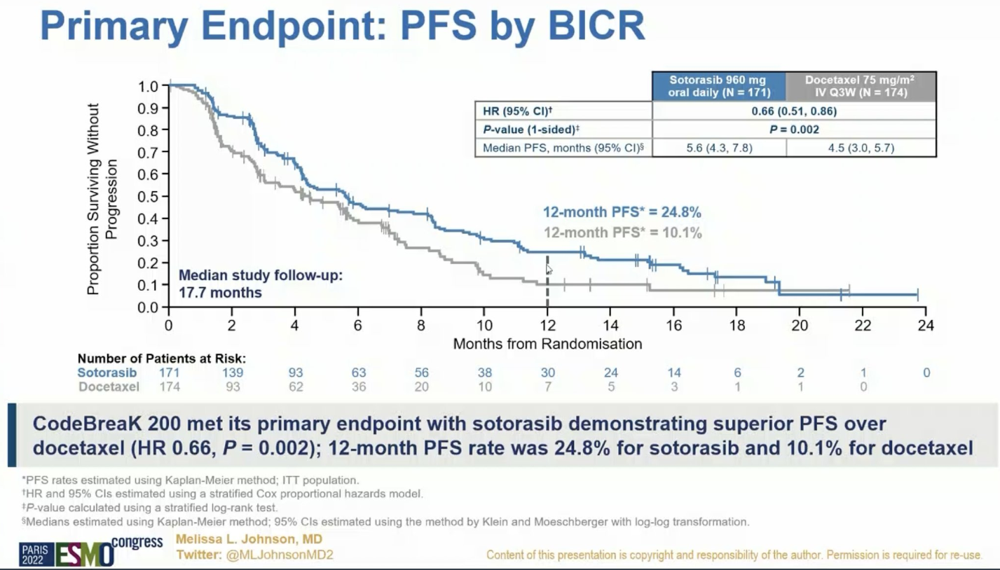 Primary Endpoint: PFS by BICR
Sotorasib 960 mg
oral daily (N = 171)
Docetaxel 75 mg/m²
IV Q3W (N = 174)
HR (95% CI)† 0.66 (0.51, 0.86)
P-value (1-sided)‡ P = 0.002
Median PFS, months (95% CI)§ 5.6 (4.3, 7.8) 4.5 (3.0, 5.7)
Proportion Surviving Without
Progression
1.0
0.9
0.8
0.7
0.6
0.5
0.4
0.3
0.2
0.1
0.0
12-month PFS* = 24.8%
12-month PFS* = 10.1%
Median study follow-up:
17.7 months
0 2 4 6 8 10 12 14 16 18 20 22 24
Months from Randomisation
Number of Patients at Risk:
Sotorasib 171 139 93 63 56 38 30 24 14 6 2 1 0
Docetaxel 174 93 62 36 20 10 7 5 3 1 1 0
CodeBreaK 200 met its primary endpoint with sotorasib demonstrating superior PFS over
docetaxel (HR 0.66, P = 0.002); 12-month PFS rate was 24.8% for sotorasib and 10.1% for docetaxel
*PFS rates estimated using Kaplan-Meier method; ITT population.
†HR and 95% CIs estimated using a stratified Cox proportional hazards model.
‡P-value calculated using a stratified log-rank test.
§Medians estimated using Kaplan-Meier method; 95% CIs estimated using the method by Klein and Moeschberger with log-log transformation.
PARIS
2022
ESMO congress
Melissa L. Johnson, MD
Twitter: @MLJohnsonMD2
Content of this presentation is copyright and responsibility of the author. Permission is required for re-use.